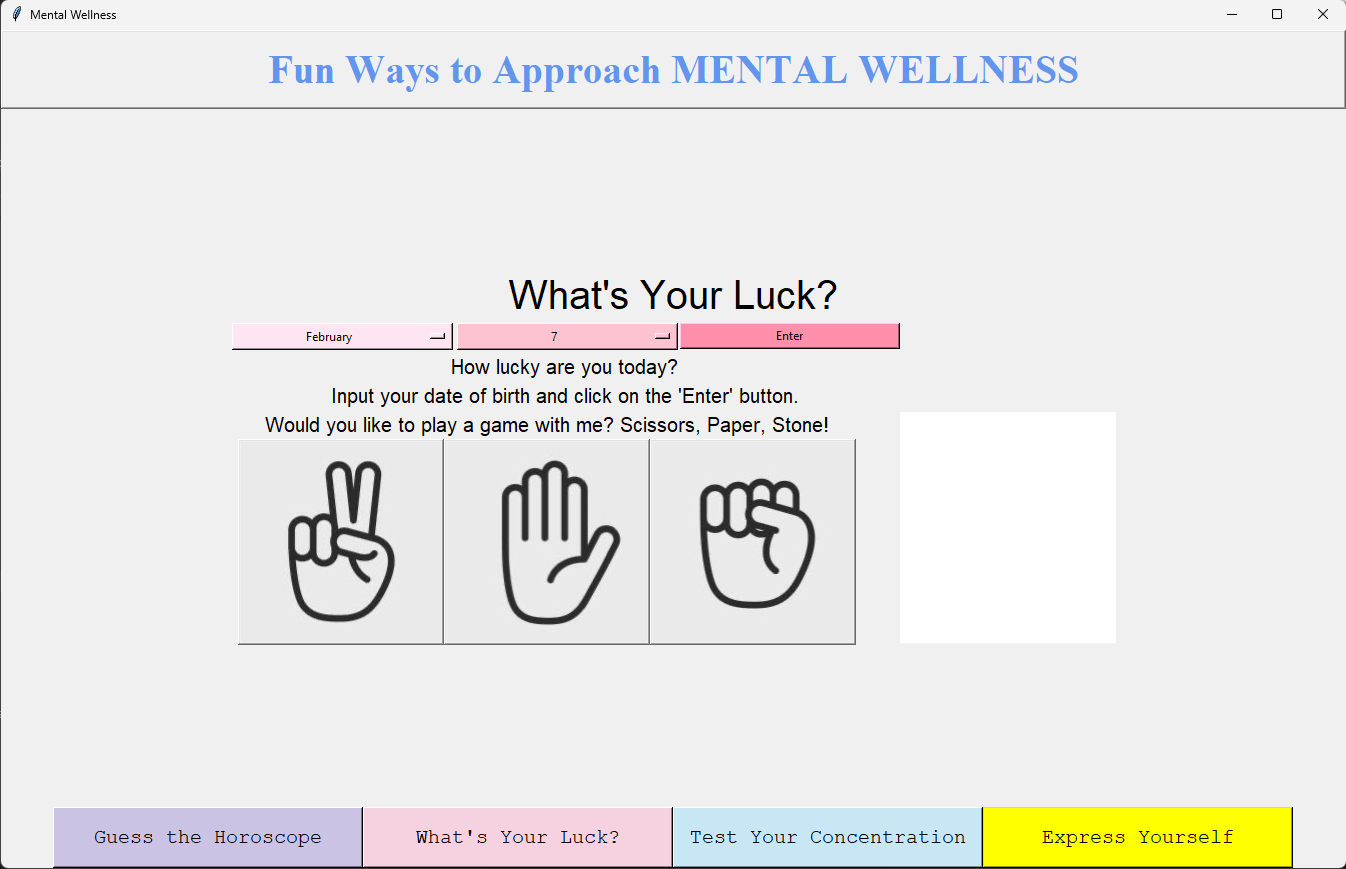 Mental Wellness
Fun Ways to Approach MENTAL WELLNESS
What's Your Luck?
February 7 Enter
How lucky are you today?
Input your date of birth and click on the 'Enter' button.
Would you like to play a game with me? Scissors, Paper, Stone!
Guess the Horoscope What's Your Luck? Test Your Concentration Express Yourself